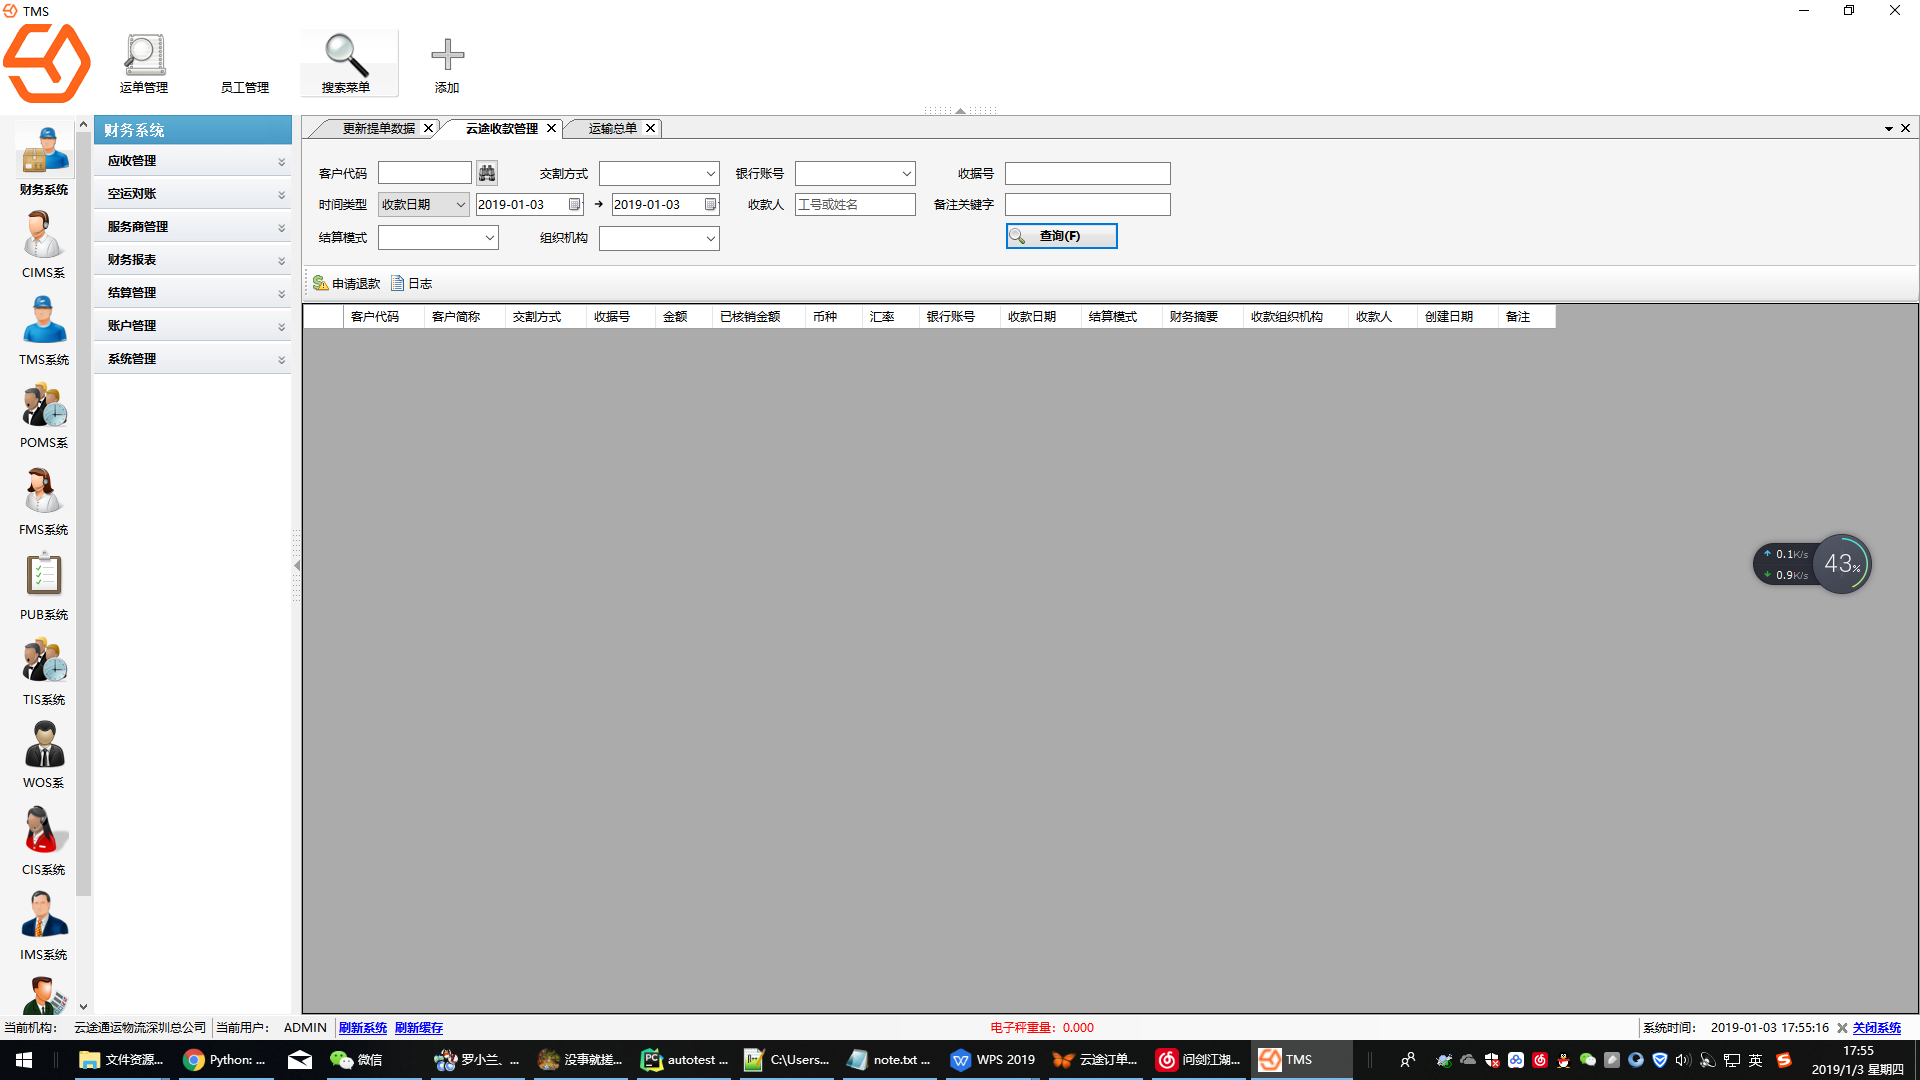 TMS
运单管理
员工管理
搜索菜单
添加
财务系统
CIMS系
TMS系统
POMS系
FMS系统
PUB系统
TIS系统
WOS系
CIS系统
IMS系统
财务系统
应收管理
空运对账
服务商管理
财务报表
结算管理
账户管理
系统管理
更新提单数据
云途收款管理
运输总单
客户代码 交割方式 银行账号 收据号
时间类型 收款日期 2019-01-03 → 2019-01-03 收款人 工号或姓名 备注关键字
结算模式 组织机构 查询(F)
申请退款 日志
客户代码 客户简称 交割方式 收据号 金额 已核销金额 币种 汇率 银行账号 收款日期 结算模式 财务摘要 收款组织机构 收款人 创建日期 备注
0.1K/s
0.9K/s
43%
当前机构: 云途通运物流深圳总公司 当前用户: ADMIN 刷新系统 刷新缓存 电子秤重量: 0.000 系统时间: 2019-01-03 17:55:16 关闭系统
文件资源... Python: ... 微信 罗小兰、... 没事就搓... autotest ... C:\Users... note.txt ... WPS 2019 云途订单... 问剑江湖... TMS 英
17:55
2019/1/3 星期四